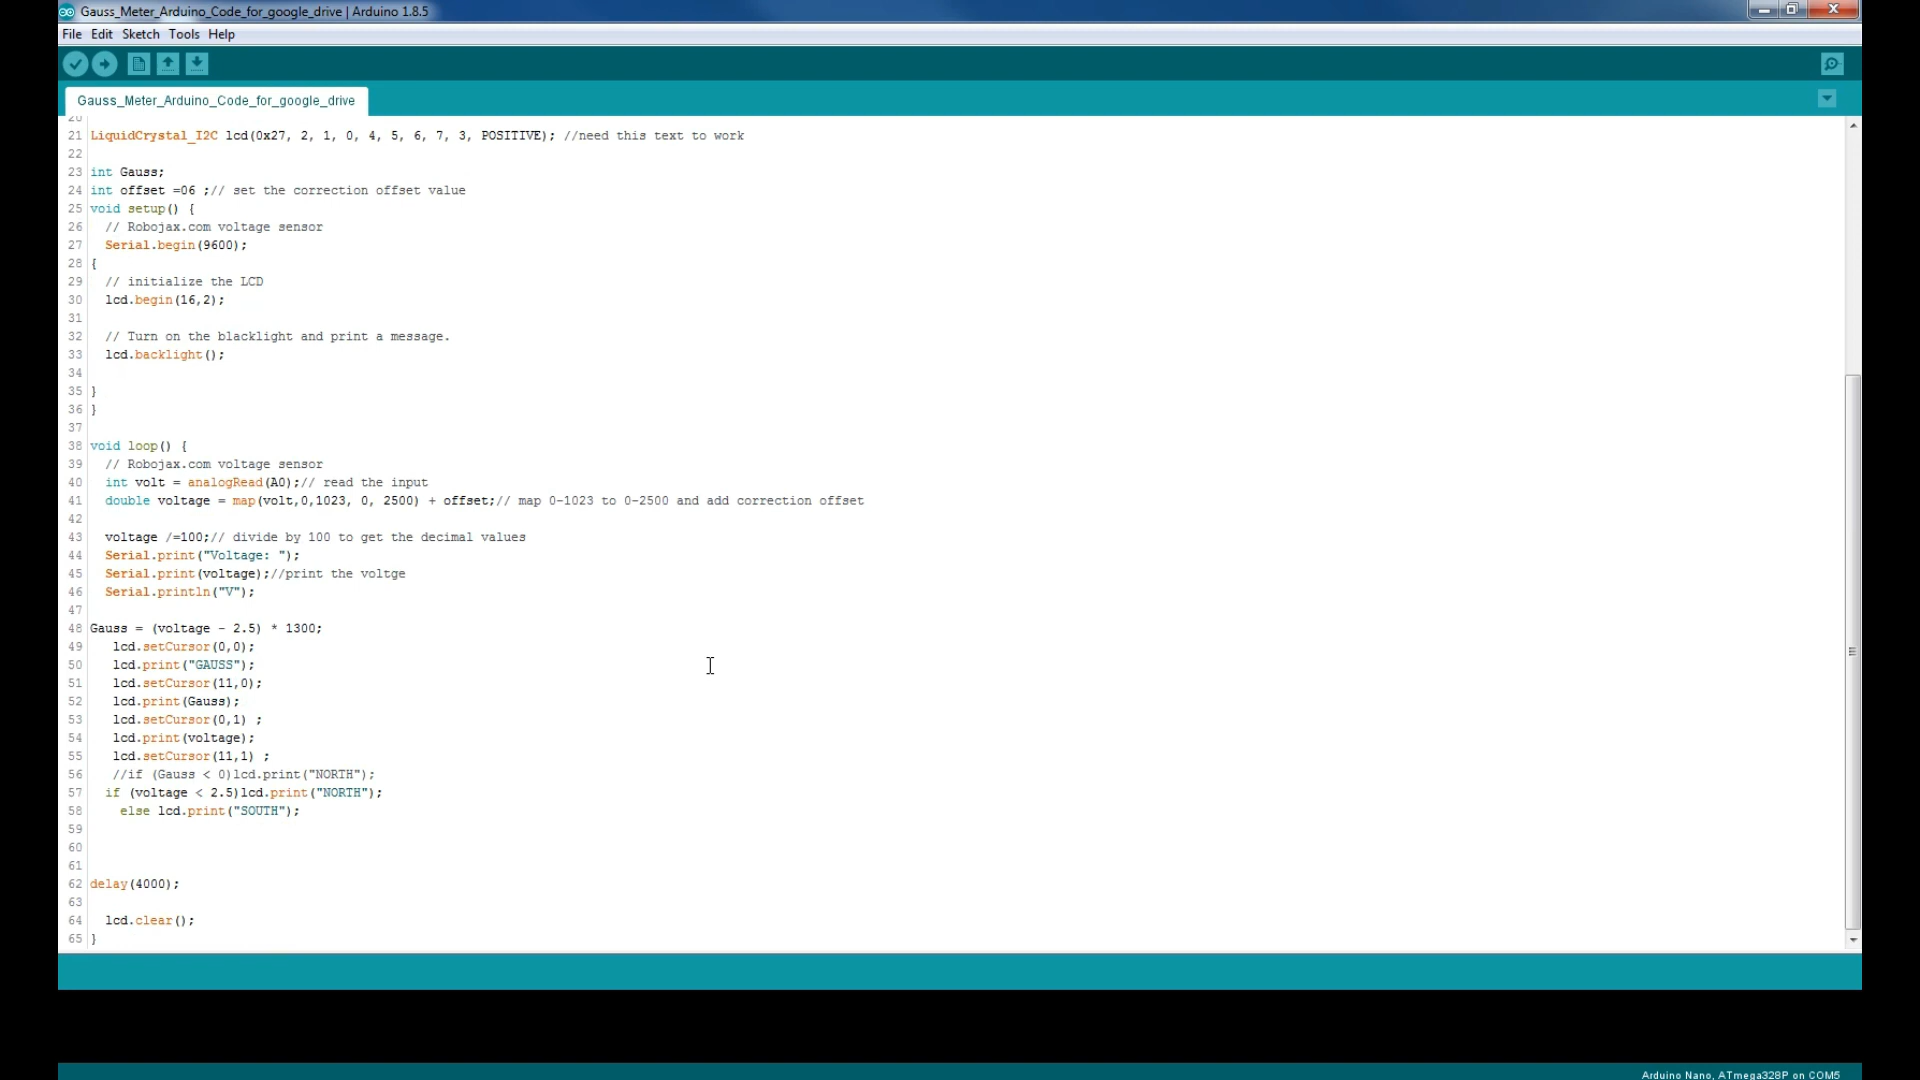 Gauss_Meter_Arduino_Code_for_google_drive | Arduino 1.8.5
File Edit Sketch Tools Help
Gauss_Meter_Arduino_Code_for_google_drive
20
21 LiquidCrystal_I2C lcd(0x27, 2, 1, 0, 4, 5, 6, 7, 3, POSITIVE); //need this text to work
22
23 int Gauss;
24 int offset =06 ;// set the correction offset value
25 void setup() {
26 // Robojax.com voltage sensor
27 Serial.begin(9600);
28 {
29 // initialize the LCD
30 lcd.begin(16,2);
31
32 // Turn on the blacklight and print a message.
33 lcd.backlight();
34
35 }
36 }
37
38 void loop() {
39 // Robojax.com voltage sensor
40 int volt = analogRead(A0);// read the input
41 double voltage = map(volt,0,1023, 0, 2500) + offset;// map 0-1023 to 0-2500 and add correction offset
42
43 voltage /=100;// divide by 100 to get the decimal values
44 Serial.print("Voltage: ");
45 Serial.print(voltage);//print the voltge
46 Serial.println("V");
47
48 Gauss = (voltage - 2.5) * 1300;
49 lcd.setCursor(0,0);
50 lcd.print("GAUSS");
51 lcd.setCursor(11,0);
52 lcd.print(Gauss);
53 lcd.setCursor(0,1) ;
54 lcd.print(voltage);
55 lcd.setCursor(11,1) ;
56 //if (Gauss < 0)lcd.print("NORTH");
57 if (voltage < 2.5)lcd.print("NORTH");
58 else lcd.print("SOUTH");
59
60
61
62 delay(4000);
63
64 lcd.clear();
65 }
Arduino Nano, ATmega328P on COM5